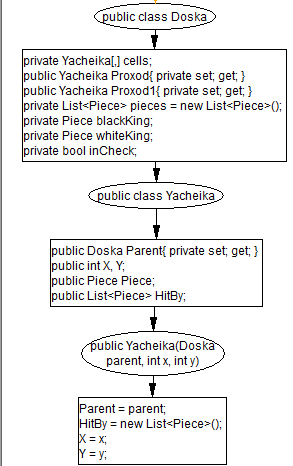 public class Doska
private Yacheika[,] cells;
public Yacheika Proxod{ private set; get; }
public Yacheika Proxod1{ private set; get; }
private List<Piece> pieces = new List<Piece>();
private Piece blackKing;
private Piece whiteKing;
private bool inCheck;
public class Yacheika
public Doska Parent{ private set; get; }
public int X, Y;
public Piece Piece;
public List<Piece> HitBy;
public Yacheika(Doska
parent, int x, int y)
Parent = parent;
HitBy = new List<Piece>();
X = x;
Y = y;